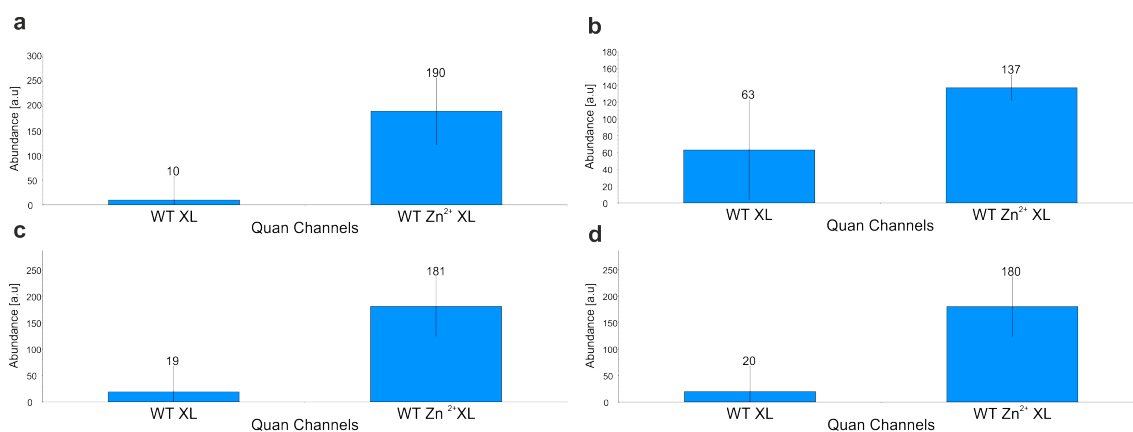 a
300
250
200
150
100
50
0
Abundance [a.u]
10
190
WT XL
WT Zn²⁺ XL
Quan Channels
b
180
160
140
120
100
80
60
40
20
0
Abundance [a.u]
63
137
WT XL
WT Zn²⁺ XL
Quan Channels
c
250
200
150
100
50
0
Abundance [a.u]
19
181
WT XL
WT Zn ²⁺XL
Quan Channels
d
250
200
150
100
50
0
Abundance [a.u]
20
180
WT XL
WT Zn²⁺ XL
Quan Channels